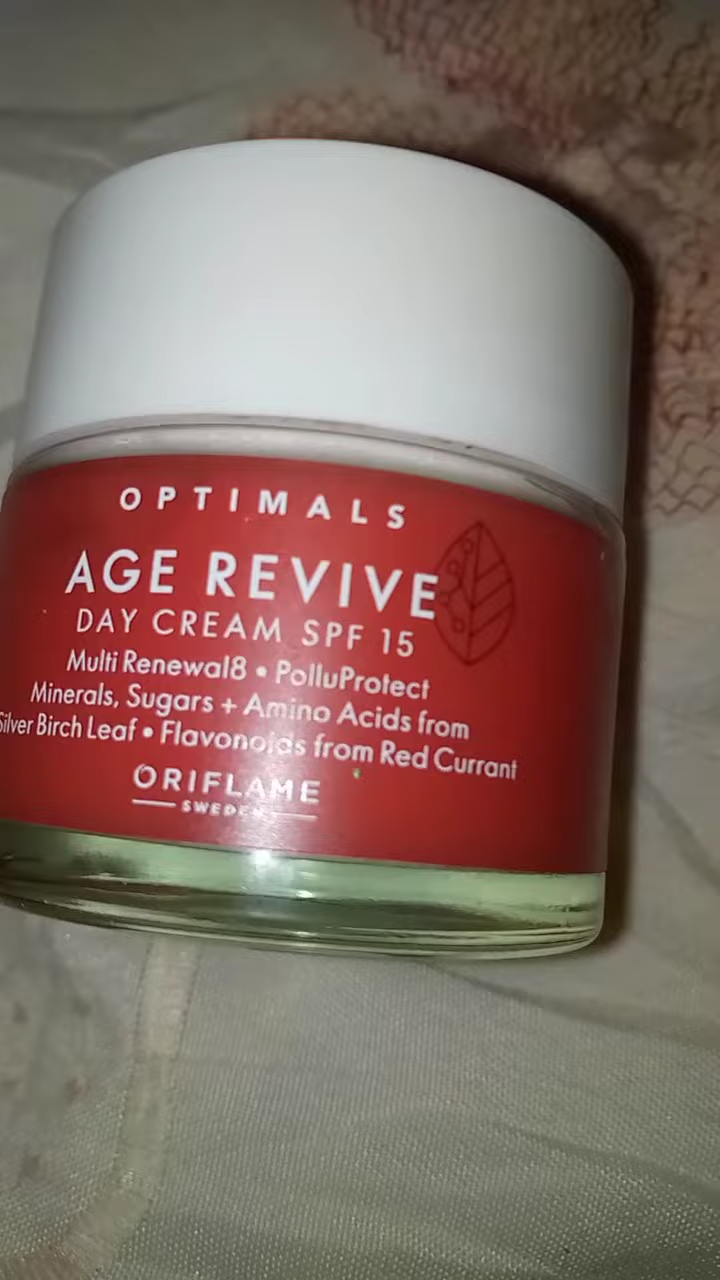 OPTIMALS
AGE REVIVE
DAY CREAM SPF 15
Multi Renewal8 • PolluProtect
Minerals, Sugars + Amino Acids from
Silver Birch Leaf • Flavonoids from Red Currant
ORIFLAME
SWEDEN